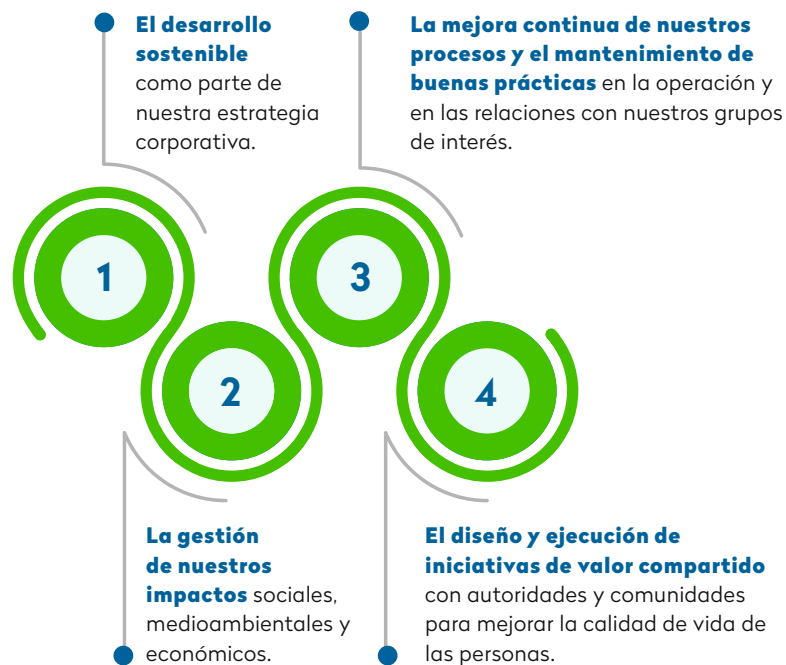 1
El desarrollo
sostenible
como parte de
nuestra estrategia
corporativa.
2
La gestión
de nuestros
impactos sociales,
medioambientales y
económicos.
3
La mejora continua de nuestros
procesos y el mantenimiento de
buenas prácticas en la operación y
en las relaciones con nuestros grupos
de interés.
4
El diseño y ejecución de
iniciativas de valor compartido
con autoridades y comunidades
para mejorar la calidad de vida de
las personas.